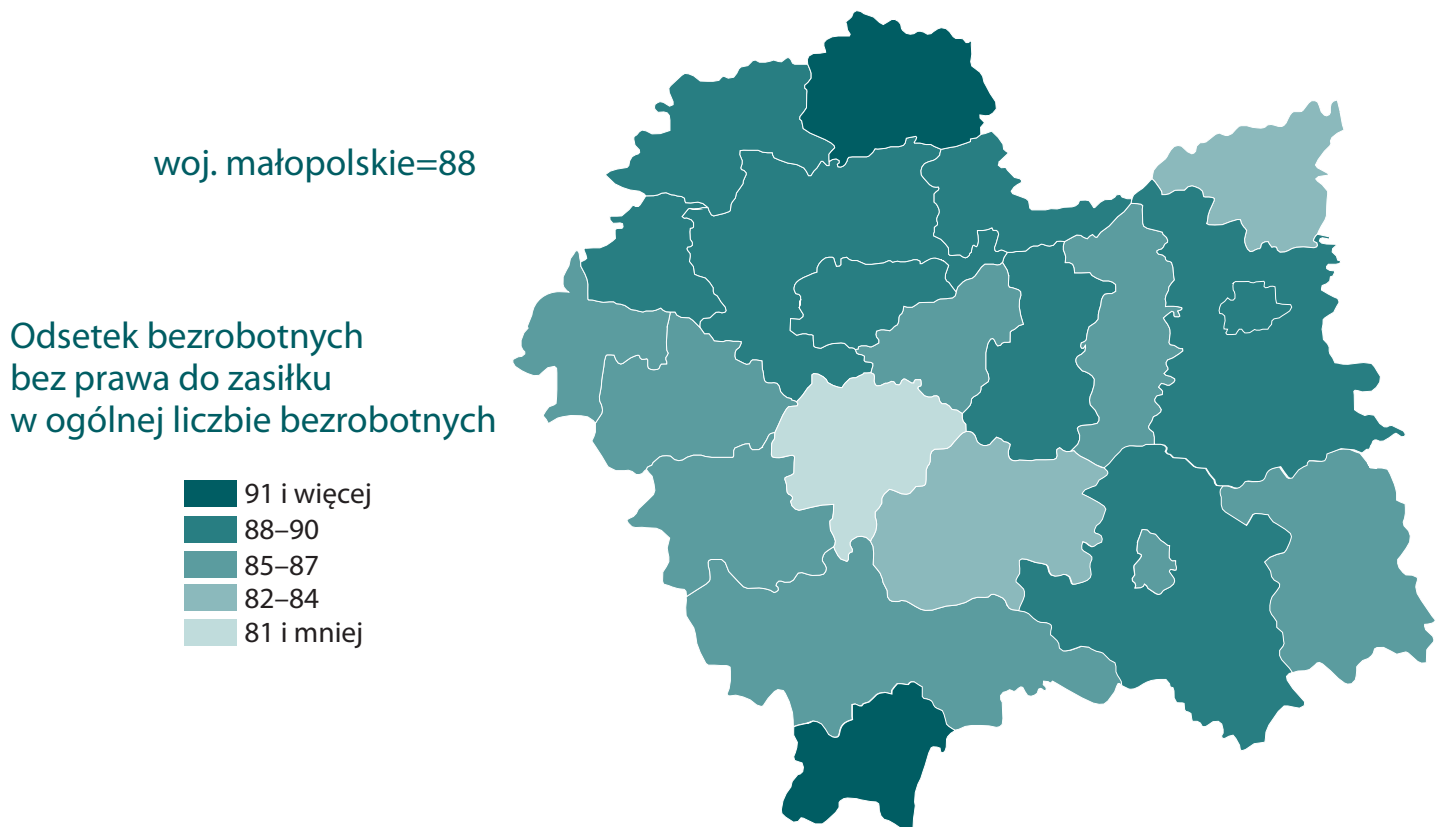 woj. małopolskie=88
Odsetek bezrobotnych
bez prawa do zasiłku
w ogólnej liczbie bezrobotnych
91 i więcej
88–90
85–87
82–84
81 i mniej